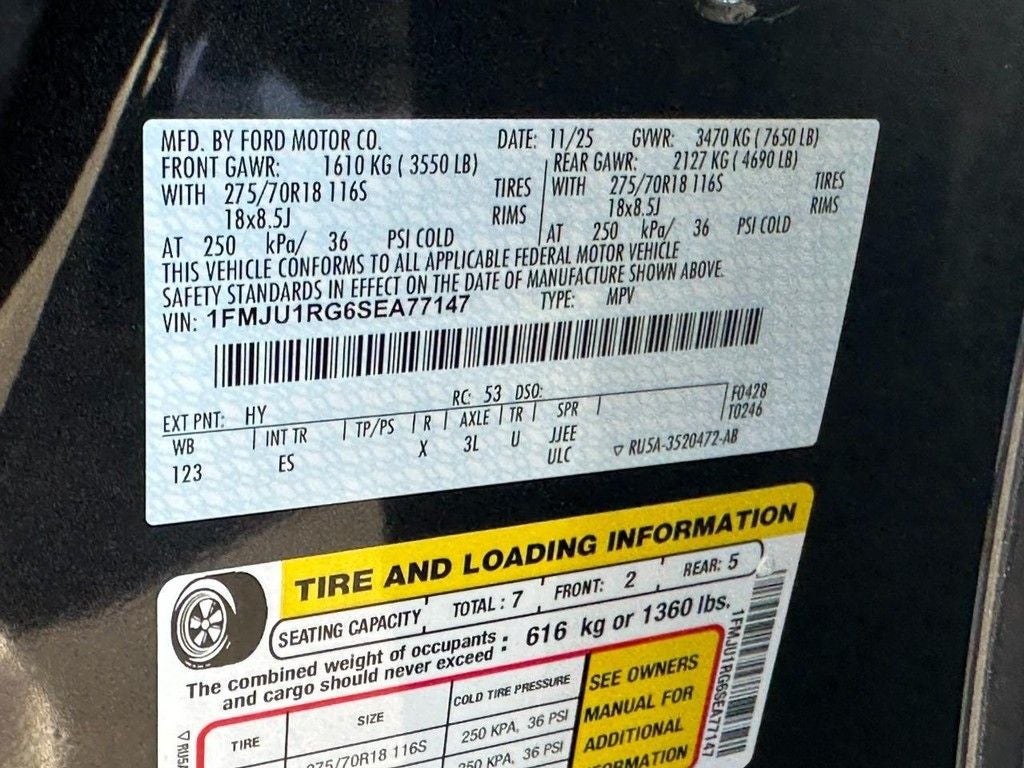 MFD. BY FORD MOTOR CO. DATE: 11/25 GVWR: 3470 KG ( 7650 LB)
FRONT GAWR: 1610 KG ( 3550 LB) REAR GAWR: 2127 KG ( 4690 LB)
WITH 275/70R18 116S TIRES WITH 275/70R18 116S TIRES
18x8.5J RIMS 18x8.5J RIMS
AT 250 kPa/ 36 PSI COLD AT 250 kPa/ 36 PSI COLD
THIS VEHICLE CONFORMS TO ALL APPLICABLE FEDERAL MOTOR VEHICLE
SAFETY STANDARDS IN EFFECT ON THE DATE OF MANUFACTURE SHOWN ABOVE.
VIN: 1FMJU1RG6SEA77147 TYPE: MPV
EXT PNT: HY RC: 53 DSO: F0428
WB INT TR TP/PS R AXLE TR SPR T0246
123 ES X 3L U JJEE
ULC RU5A-3520472-AB
TIRE AND LOADING INFORMATION
SEATING CAPACITY TOTAL : 7 FRONT: 2 REAR: 5
The combined weight of occupants
and cargo should never exceed : 616 kg or 1360 lbs.
TIRE SIZE COLD TIRE PRESSURE
275/70R18 116S 250 KPA, 36 PSI
250 KPA, 36 PSI
SEE OWNERS
MANUAL FOR
ADDITIONAL
1FMJU1RG6SEA77147